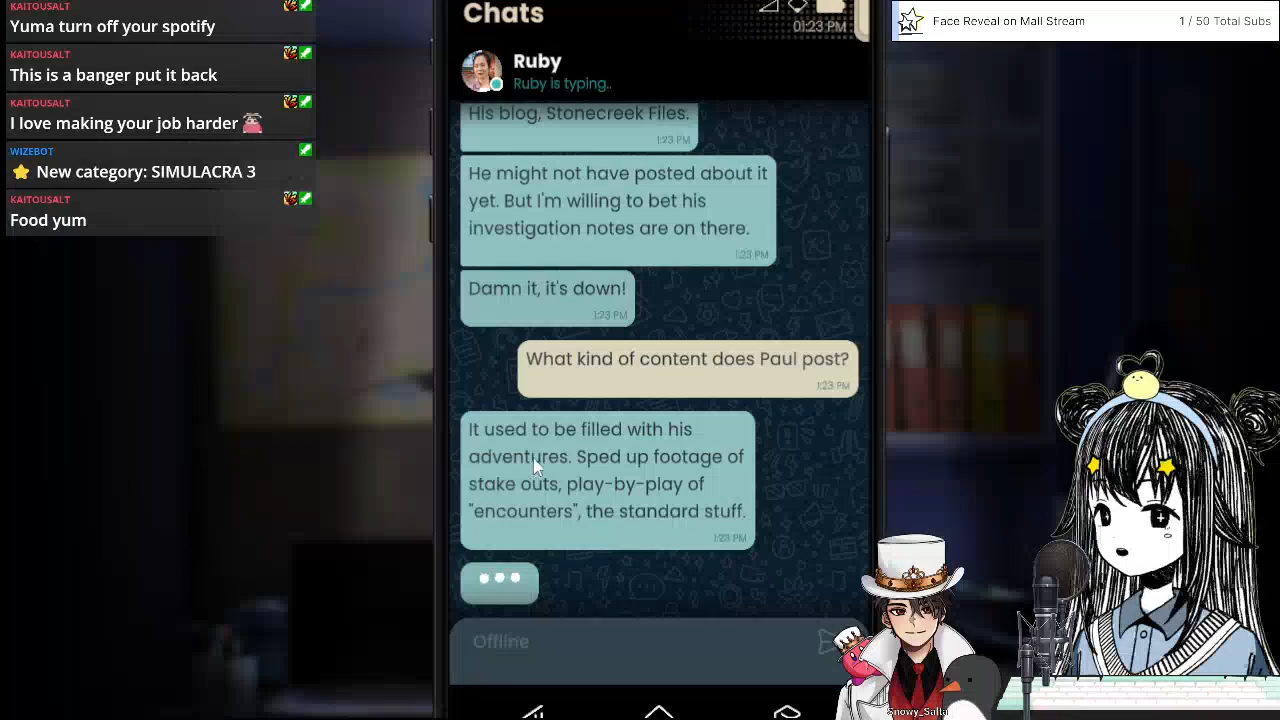 KAITOUSALT
Yuma turn off your spotify
KAITOUSALT
This is a banger put it back
KAITOUSALT
I love making your job harder
WIZEBOT
New category: SIMULACRA 3
KAITOUSALT
Food yum
Chats
01:23 PM
Ruby
Ruby is typing..
His blog, Stonecreek Files.
1:23 PM
He might not have posted about it
yet. But I'm willing to bet his
investigation notes are on there.
1:23 PM
Damn it, it's down!
1:23 PM
What kind of content does Paul post?
1:23 PM
It used to be filled with his
adventures. Sped up footage of
stake outs, play-by-play of
"encounters", the standard stuff.
1:23 PM
Offline
Face Reveal on Mall Stream
1 / 50 Total Subs